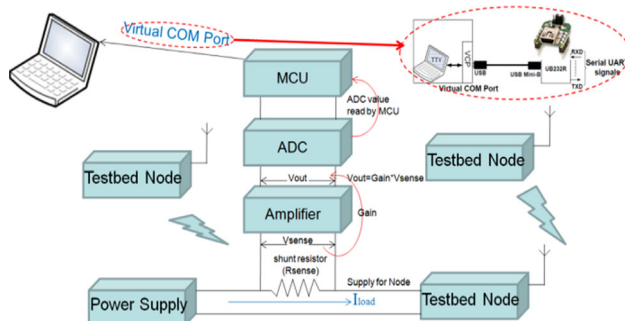 Virtual COM Port
TTY
VCP
USB
Virtual COM Port
USB Mini-B
UB232R
RXD
Serial UART
signals
TXD
MCU
ADC value
read by MCU
ADC
Testbed Node
Testbed Node
Vout
Vout=Gain*Vsense
Amplifier
Gain
Vsense
shunt resistor
(Rsense)
Supply for Node
Power Supply
Iload
Testbed Node